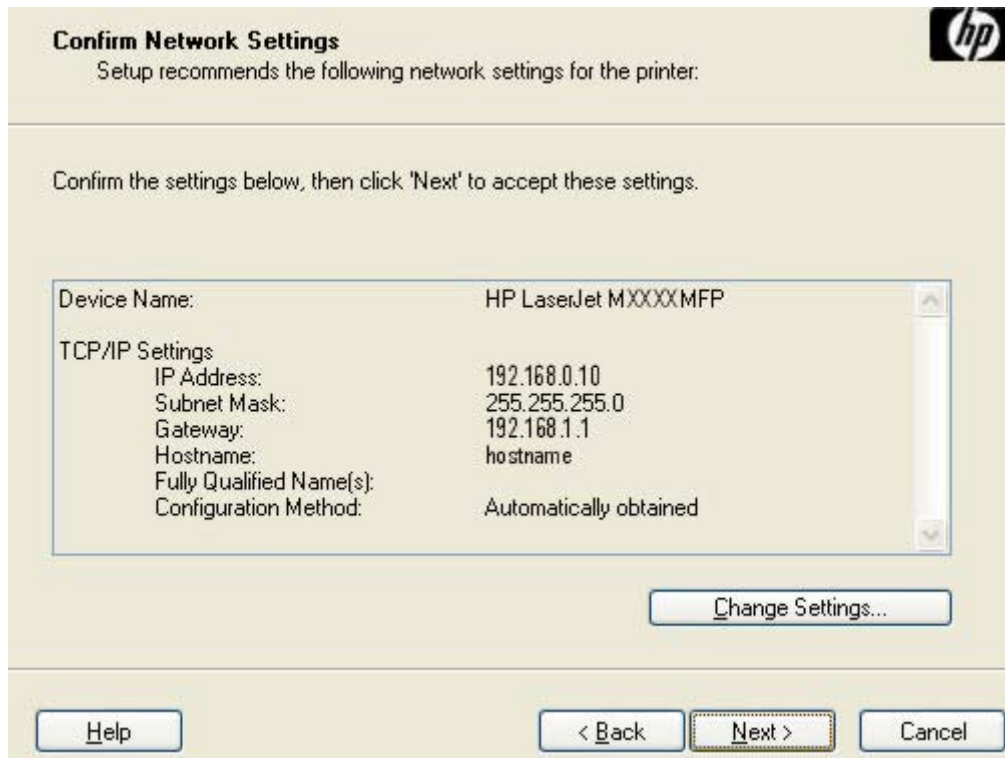 Confirm Network Settings
hp
Setup recommends the following network settings for the printer:
Confirm the settings below, then click 'Next' to accept these settings.
Device Name: HP LaserJet MXXXXMFP
TCP/IP Settings
IP Address: 192.168.0.10
Subnet Mask: 255.255.255.0
Gateway: 192.168.1.1
Hostname: hostname
Fully Qualified Name(s):
Configuration Method: Automatically obtained
Change Settings...
Help < Back Next > Cancel